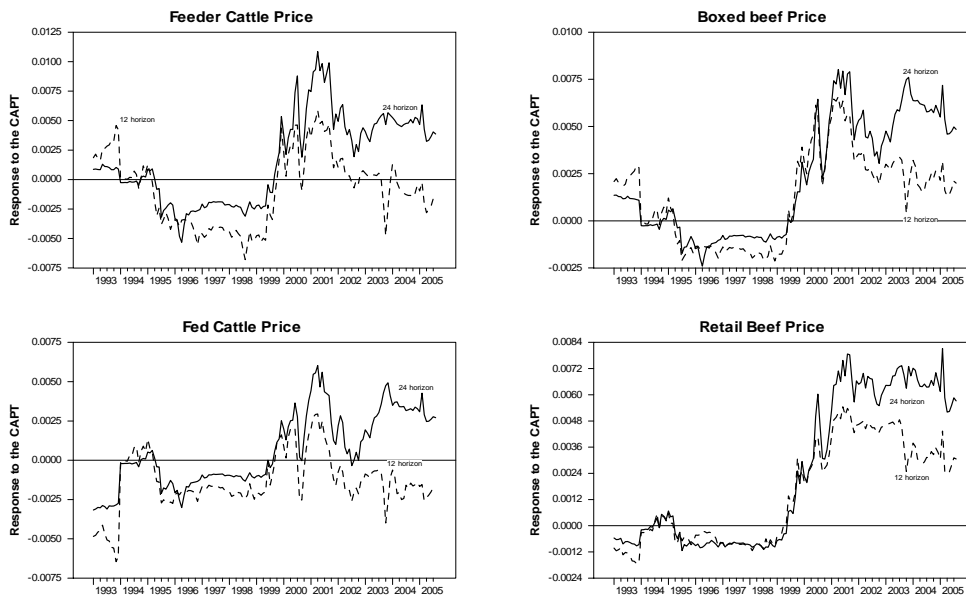 Feeder Cattle Price
Response to the CAPT
0.0125
0.0100
0.0075
0.0050
0.0025
0.0000
-0.0025
-0.0050
-0.0075
12 horizon
24 horizon
1993 1994 1995 1996 1997 1998 1999 2000 2001 2002 2003 2004 2005
Boxed beef Price
Response to the CAPT
0.0100
0.0075
0.0050
0.0025
0.0000
-0.0025
24 horizon
12 horizon
1993 1994 1995 1996 1997 1998 1999 2000 2001 2002 2003 2004 2005
Fed Cattle Price
Response to the CAPT
0.0075
0.0050
0.0025
0.0000
-0.0025
-0.0050
-0.0075
24 horizon
12 horizon
1993 1994 1995 1996 1997 1998 1999 2000 2001 2002 2003 2004 2005
Retail Beef Price
Response to the CAPT
0.0084
0.0072
0.0060
0.0048
0.0036
0.0024
0.0012
0.0000
-0.0012
-0.0024
24 horizon
12 horizon
1993 1994 1995 1996 1997 1998 1999 2000 2001 2002 2003 2004 2005